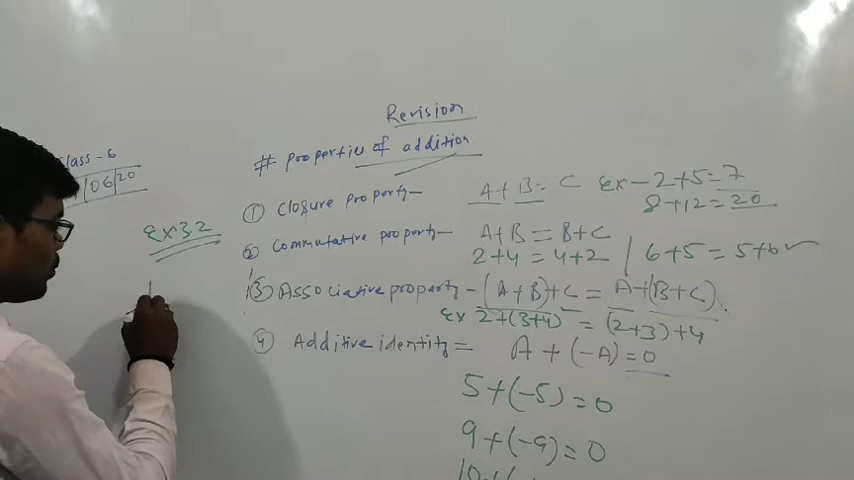 Revision
# properties of addition
class - 6
/06/20
Ex 3.2
① Closure property - A + B = C Ex - 2+5=7
8+12=20
② Commutative property - A+B = B+C
2+4 = 4+2 | 6+5 = 5+6 ✓
③ Associative property - (A+B)+C = A+(B+C)
Ex 2+(3+4) = (2+3)+4
④ Additive identity = A + (-A) = 0
5+(-5) = 0
9+(-9) = 0
10+(